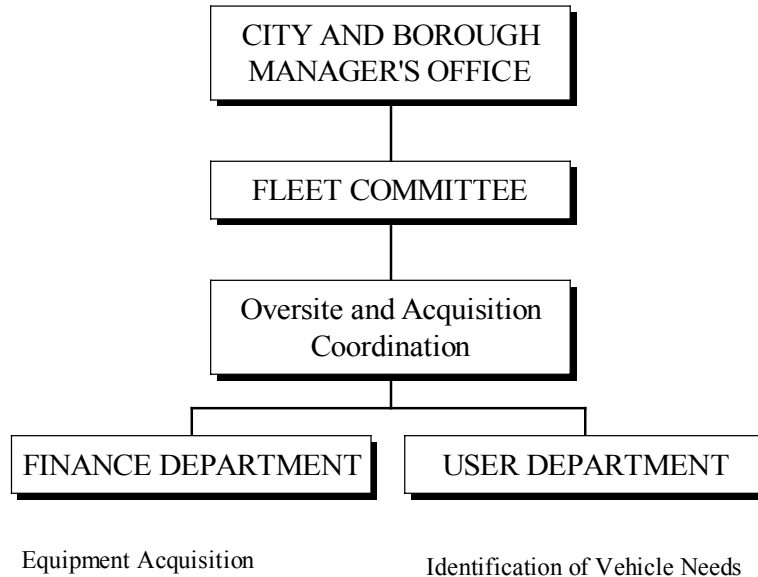 CITY AND BOROUGH
MANAGER'S OFFICE
FLEET COMMITTEE
Oversite and Acquisition
Coordination
FINANCE DEPARTMENT
USER DEPARTMENT
Equipment Acquisition
Identification of Vehicle Needs